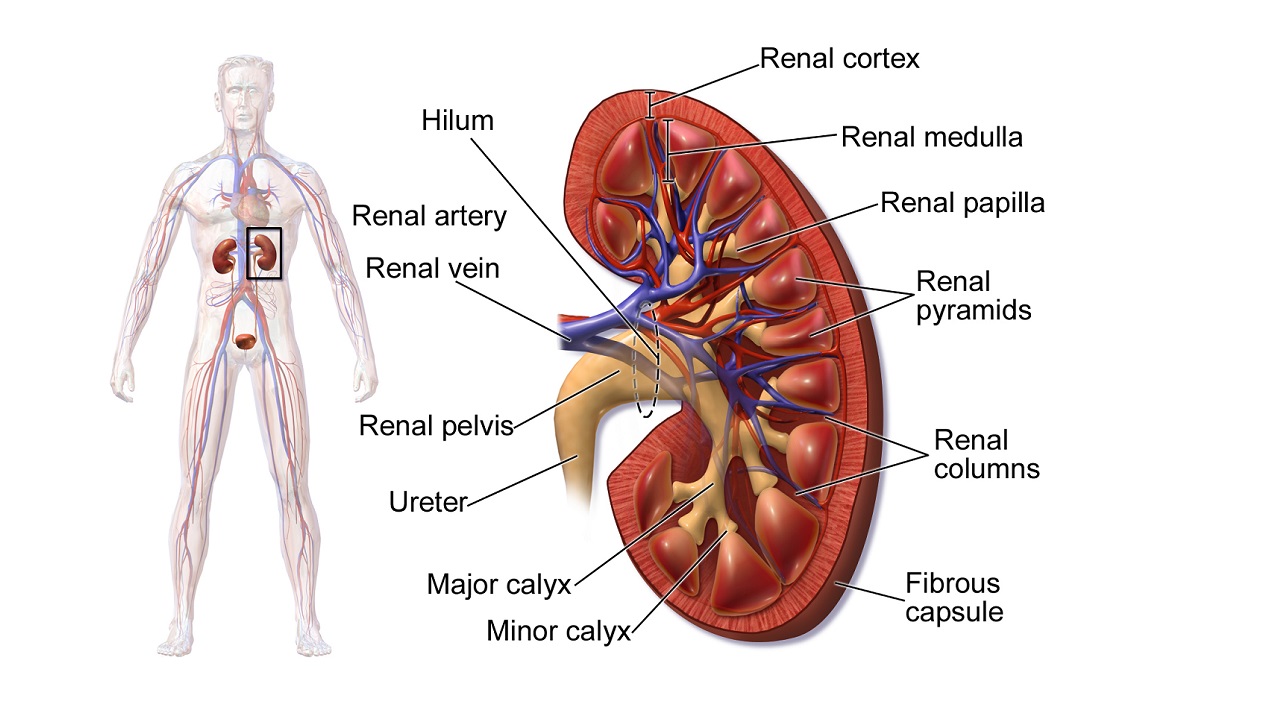 Renal cortex
Hilum
Renal medulla
Renal papilla
Renal artery
Renal vein
Renal
pyramids
Renal pelvis
Renal
columns
Ureter
Major calyx
Fibrous
capsule
Minor calyx